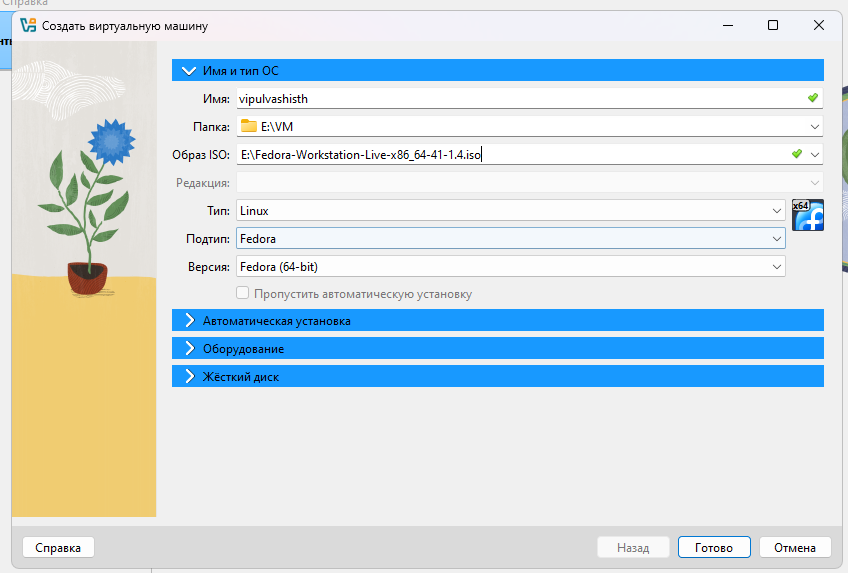 Справка
Создать виртуальную машину
Имя и тип ОС
Имя: vipulvashisth
Папка: E:\VM
Образ ISO: E:\Fedora-Workstation-Live-x86_64-41-1.4.iso
Редакция:
Тип: Linux
x64
Подтип: Fedora
Версия: Fedora (64-bit)
Пропустить автоматическую установку
Автоматическая установка
Оборудование
Жёсткий диск
Справка Назад Готово Отмена